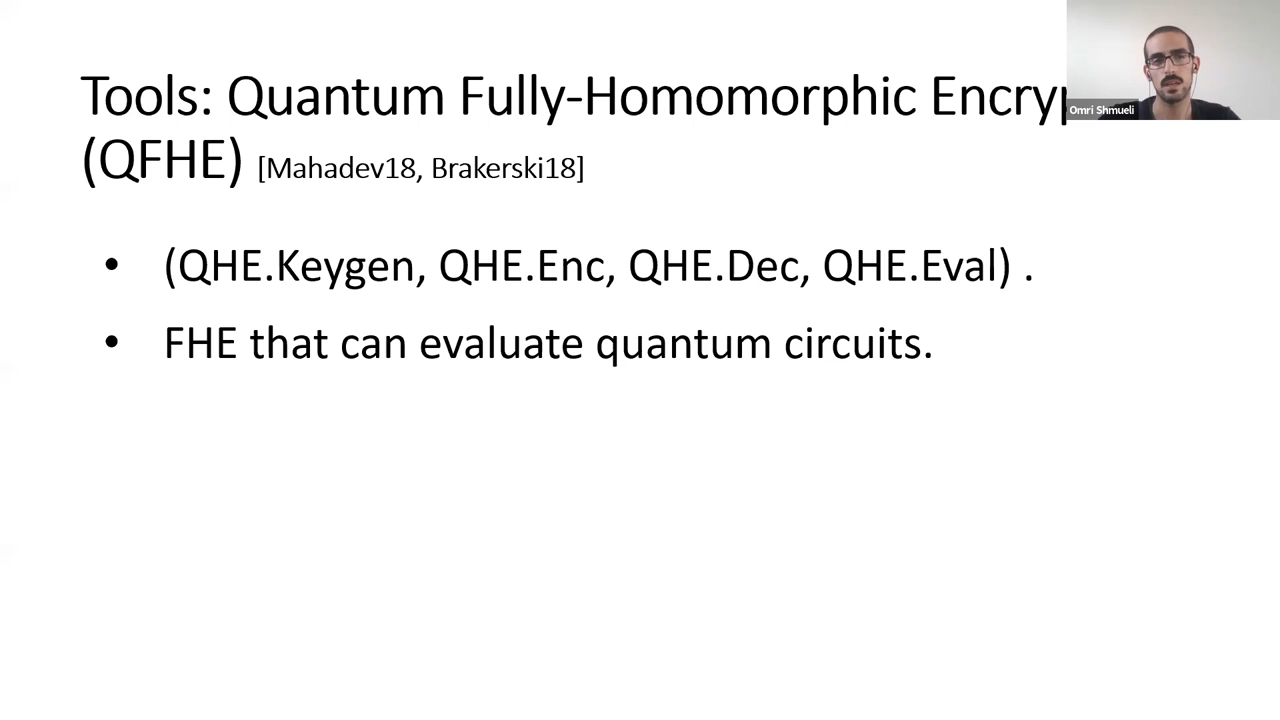 Tools: Quantum Fully-Homomorphic Encry
(QFHE) [Mahadev18, Brakerski18]
Omri Shmueli
• (QHE.Keygen, QHE.Enc, QHE.Dec, QHE.Eval) .
• FHE that can evaluate quantum circuits.